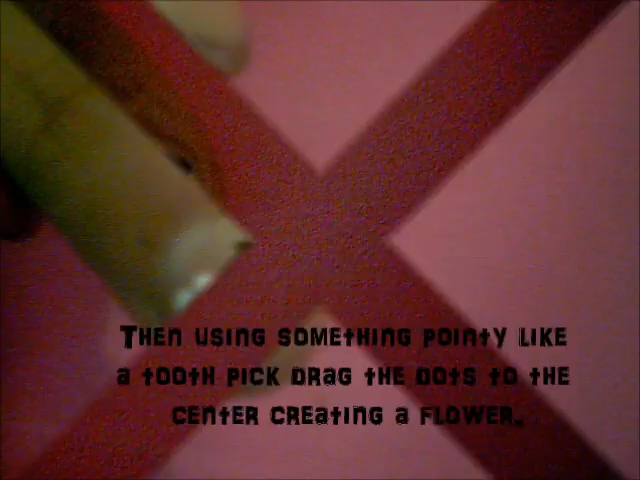 Then using something pointy like
a tooth pick drag the dots to the
center creating a flower.